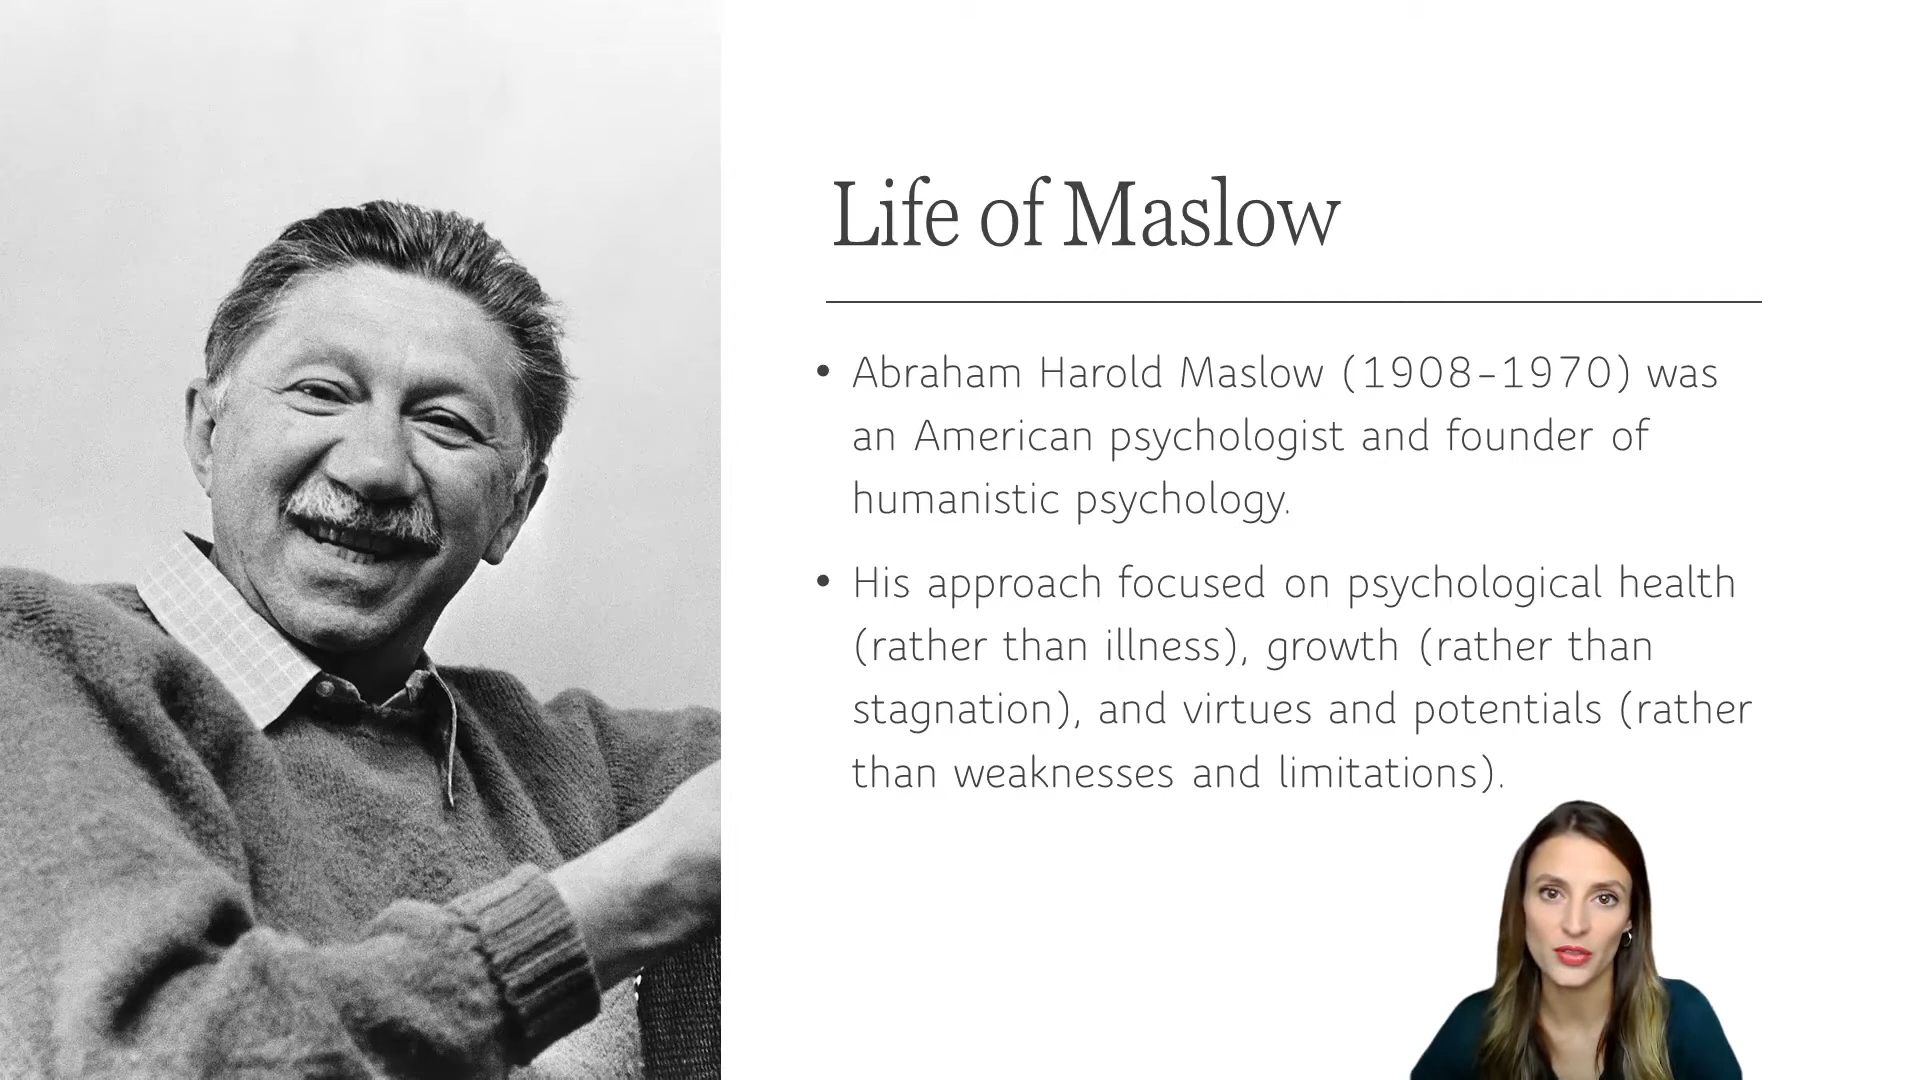 Life of Maslow
• Abraham Harold Maslow (1908-1970) was
an American psychologist and founder of
humanistic psychology.
• His approach focused on psychological health
(rather than illness), growth (rather than
stagnation), and virtues and potentials (rather
than weaknesses and limitations).